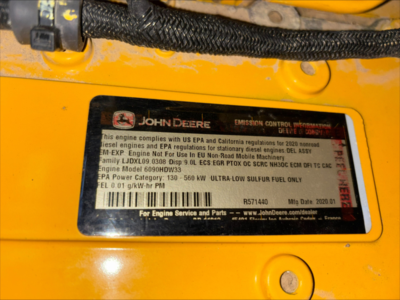 JOHN DEERE
EMISSION CONTROL INFORMATION
This engine complies with US EPA and California regulations for 2020 nonroad
diesel engines and EPA regulations for stationary diesel engines DEL ASSY
EM-EXP Engine Not For Use In EU Non-Road Mobile Machinery
Family LJDXL09.0308 Disp 9.0L ECS EGR PTOX OC SCRC NH3OC ECM DFI TC CAC
Engine Model 6090HDW33
EPA Power Category: 130 - 560 kW ULTRA-LOW SULFUR FUEL ONLY
FEL 0.01 g/kW-hr PM
R571440
Mfg Date: 2020.01
For Engine Service and Parts
www.JohnDeere.com/dealer